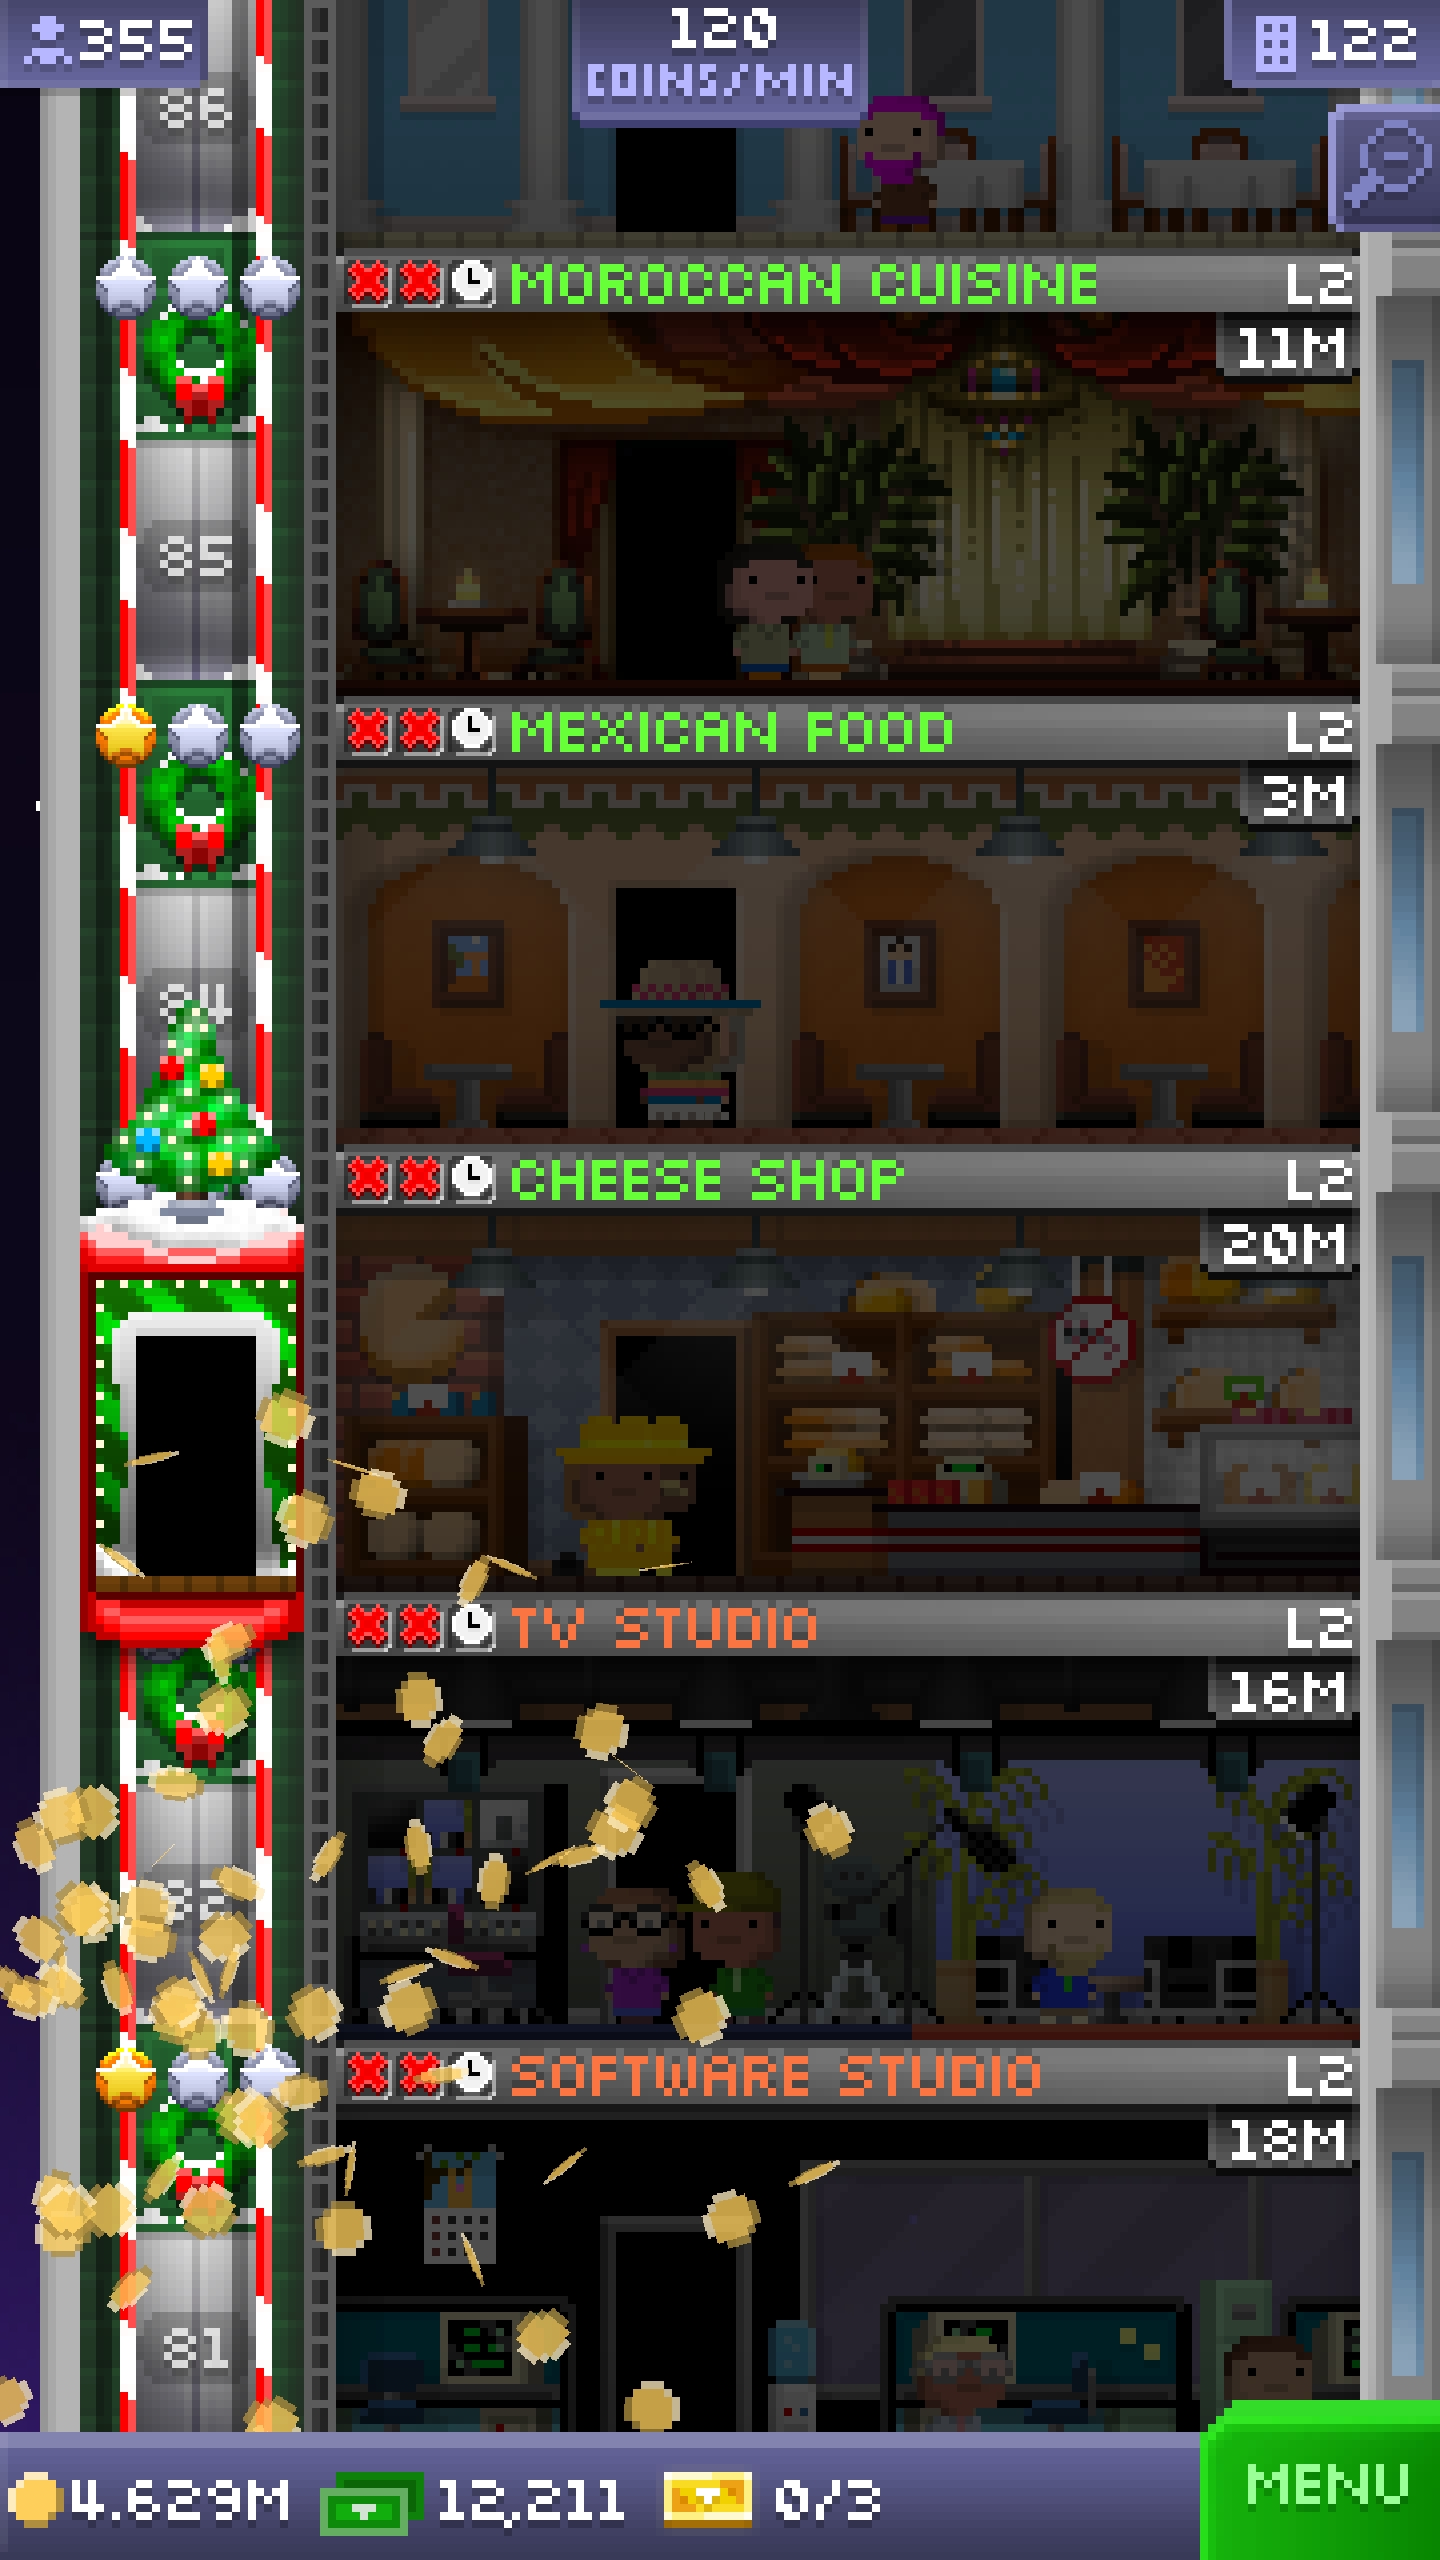 355
120
COINS/MIN
122
86
MOROCCAN CUISINE L2
11M
85
MEXICAN FOOD L2
3M
84
CHEESE SHOP L2
20M
TV STUDIO L2
16M
82
SOFTWARE STUDIO L2
18M
81
4.629M 12,211 0/3
MENU